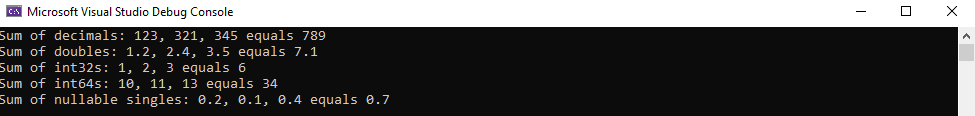 Microsoft Visual Studio Debug Console
Sum of decimals: 123, 321, 345 equals 789
Sum of doubles: 1.2, 2.4, 3.5 equals 7.1
Sum of int32s: 1, 2, 3 equals 6
Sum of int64s: 10, 11, 13 equals 34
Sum of nullable singles: 0.2, 0.1, 0.4 equals 0.7